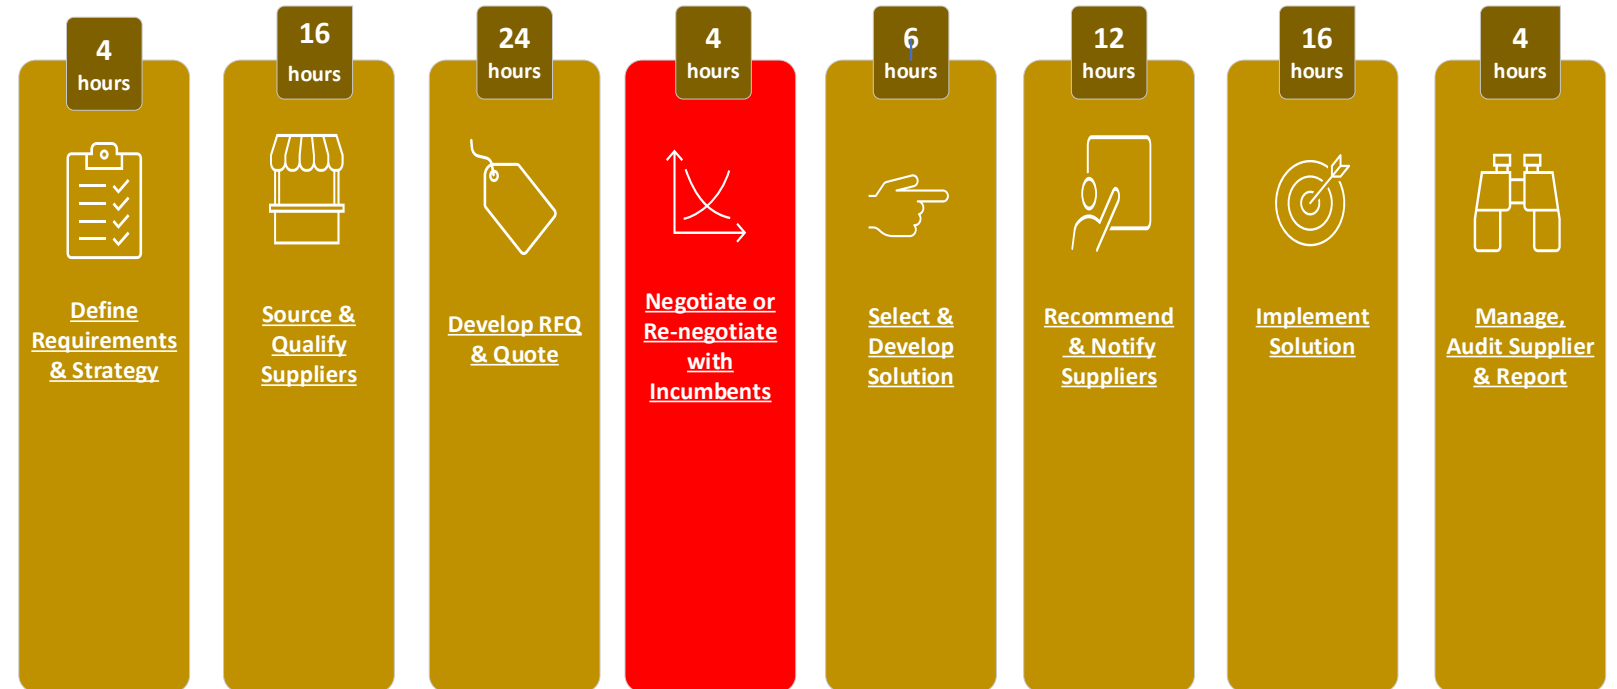 4
hours
Define
Requirements
& Strategy
16
hours
Source &
Qualify
Suppliers
24
hours
Develop RFQ
& Quote
4
hours
Negotiate or
Re-negotiate
with
Incumbents
6
hours
Select &
Develop
Solution
12
hours
Recommend
& Notify
Suppliers
16
hours
Implement
Solution
4
hours
Manage,
Audit Supplier
& Report